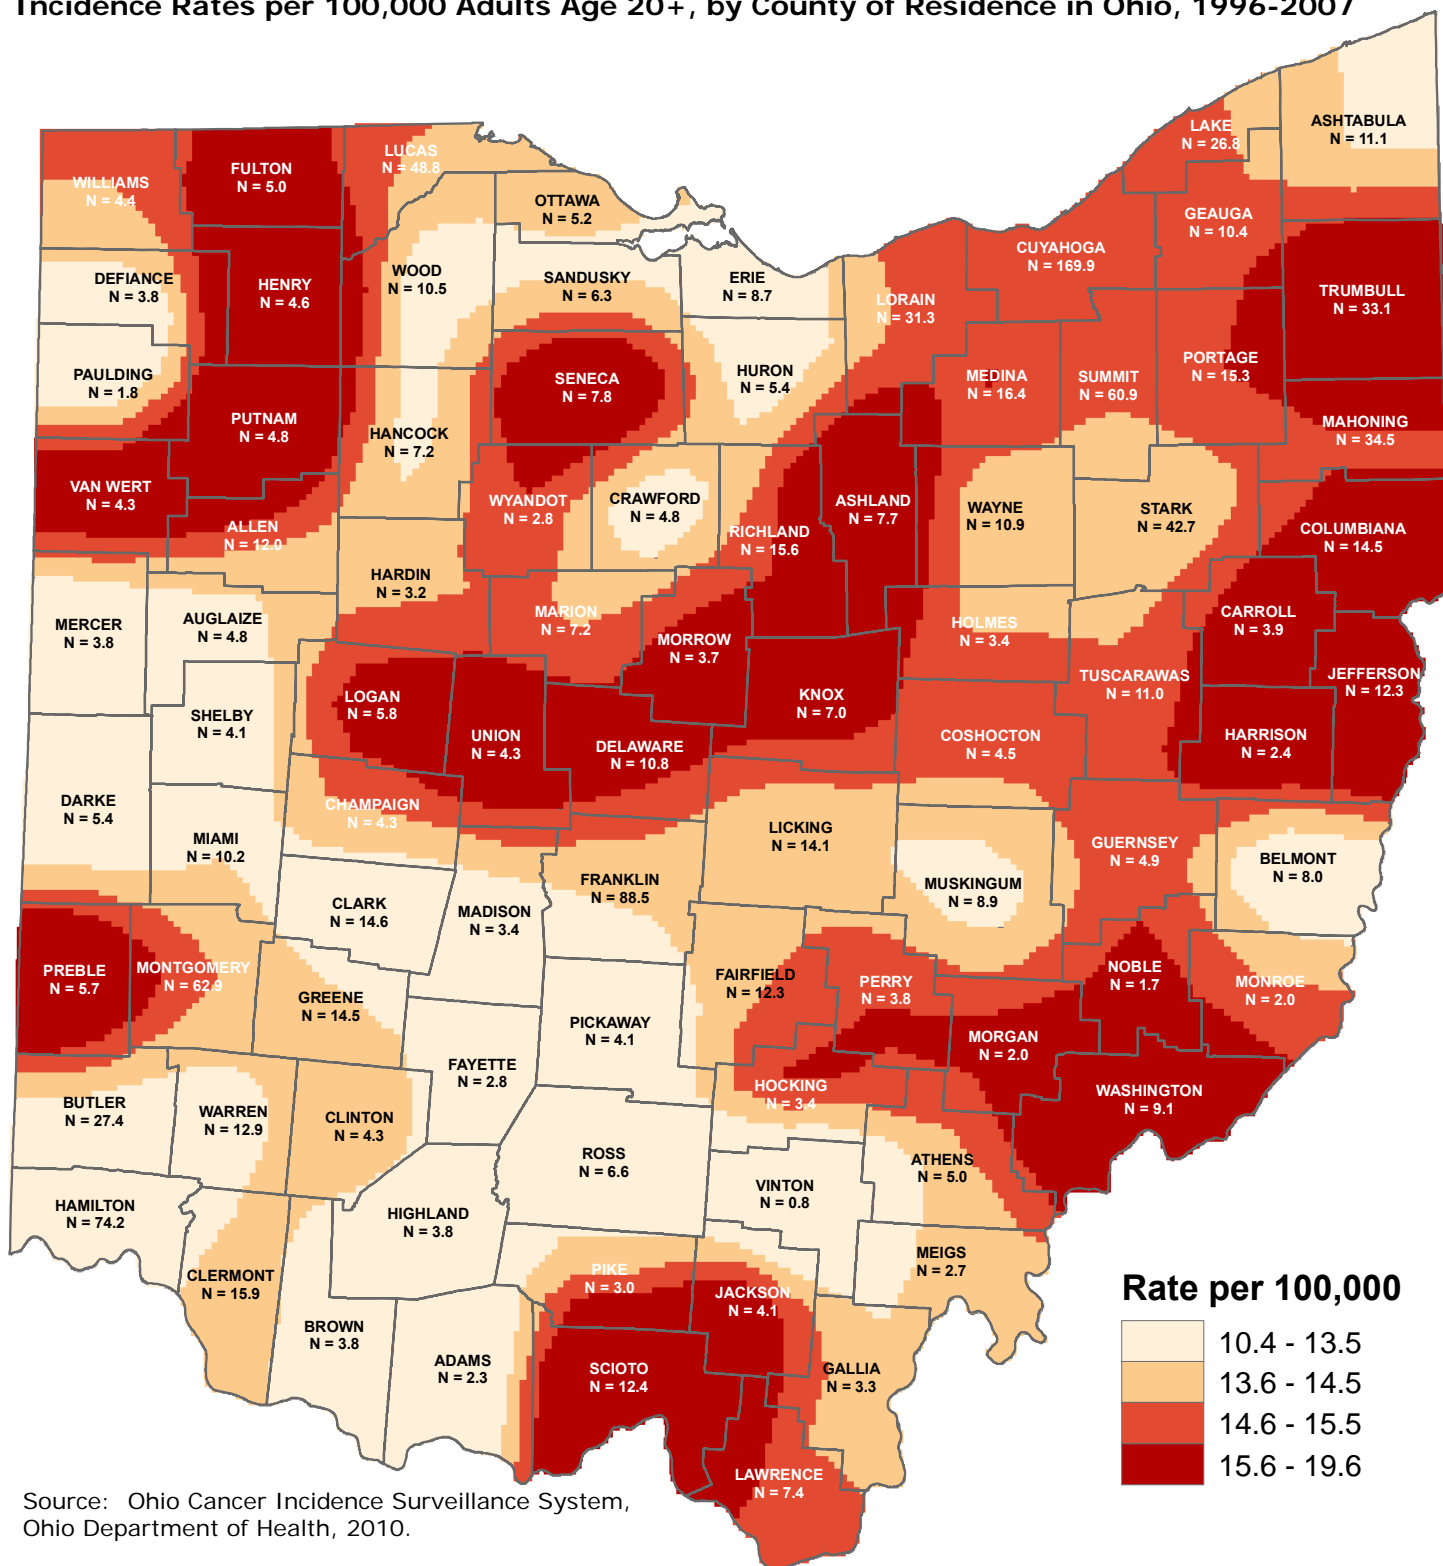 Incidence Rates per 100,000 Adults Age 20+, by County of Residence in Ohio, 1996-2007
LAKE
N = 26.8
ASHTABULA
N = 11.1
LUCAS
N = 48.8
FULTON
N = 5.0
WILLIAMS
N = 4.4
OTTAWA
N = 5.2
GEAUGA
N = 10.4
CUYAHOGA
N = 169.9
DEFIANCE
N = 3.8
HENRY
N = 4.6
WOOD
N = 10.5
SANDUSKY
N = 6.3
ERIE
N = 8.7
LORAIN
N = 31.3
TRUMBULL
N = 33.1
PAULDING
N = 1.8
SENECA
N = 7.8
HURON
N = 5.4
MEDINA
N = 16.4
SUMMIT
N = 60.9
PORTAGE
N = 15.3
PUTNAM
N = 4.8
HANCOCK
N = 7.2
MAHONING
N = 34.5
VAN WERT
N = 4.3
WYANDOT
N = 2.8
CRAWFORD
N = 4.8
ASHLAND
N = 7.7
WAYNE
N = 10.9
STARK
N = 42.7
ALLEN
N = 12.0
RICHLAND
N = 15.6
COLUMBIANA
N = 14.5
HARDIN
N = 3.2
MERCER
N = 3.8
AUGLAIZE
N = 4.8
MARION
N = 7.2
MORROW
N = 3.7
HOLMES
N = 3.4
CARROLL
N = 3.9
LOGAN
N = 5.8
KNOX
N = 7.0
TUSCARAWAS
N = 11.0
JEFFERSON
N = 12.3
SHELBY
N = 4.1
UNION
N = 4.3
DELAWARE
N = 10.8
COSHOCTON
N = 4.5
HARRISON
N = 2.4
DARKE
N = 5.4
CHAMPAIGN
N = 4.3
MIAMI
N = 10.2
LICKING
N = 14.1
GUERNSEY
N = 4.9
BELMONT
N = 8.0
CLARK
N = 14.6
MADISON
N = 3.4
FRANKLIN
N = 88.5
MUSKINGUM
N = 8.9
PREBLE
N = 5.7
MONTGOMERY
N = 62.9
GREENE
N = 14.5
FAIRFIELD
N = 12.3
PERRY
N = 3.8
NOBLE
N = 1.7
MONROE
N = 2.0
PICKAWAY
N = 4.1
MORGAN
N = 2.0
FAYETTE
N = 2.8
HOCKING
N = 3.4
WASHINGTON
N = 9.1
BUTLER
N = 27.4
WARREN
N = 12.9
CLINTON
N = 4.3
ROSS
N = 6.6
VINTON
N = 0.8
ATHENS
N = 5.0
HAMILTON
N = 74.2
HIGHLAND
N = 3.8
MEIGS
N = 2.7
CLERMONT
N = 15.9
PIKE
N = 3.0
JACKSON
N = 4.1
BROWN
N = 3.8
ADAMS
N = 2.3
SCIOTO
N = 12.4
GALLIA
N = 3.3
LAWRENCE
N = 7.4
Rate per 100,000
10.4 - 13.5
13.6 - 14.5
14.6 - 15.5
15.6 - 19.6
Source: Ohio Cancer Incidence Surveillance System,
Ohio Department of Health, 2010.